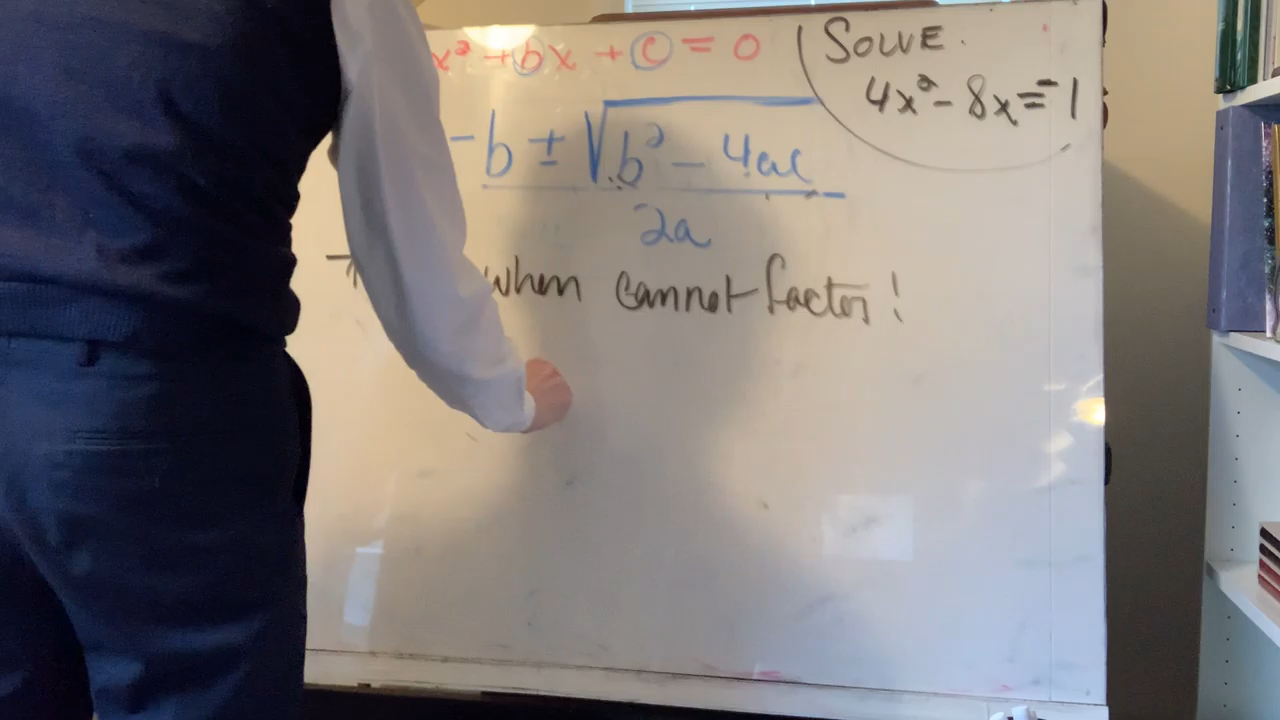 x² + bx + c = 0
SOLVE.
4x² - 8x = -1
-b ± √b² - 4ac
2a
when cannot factor!